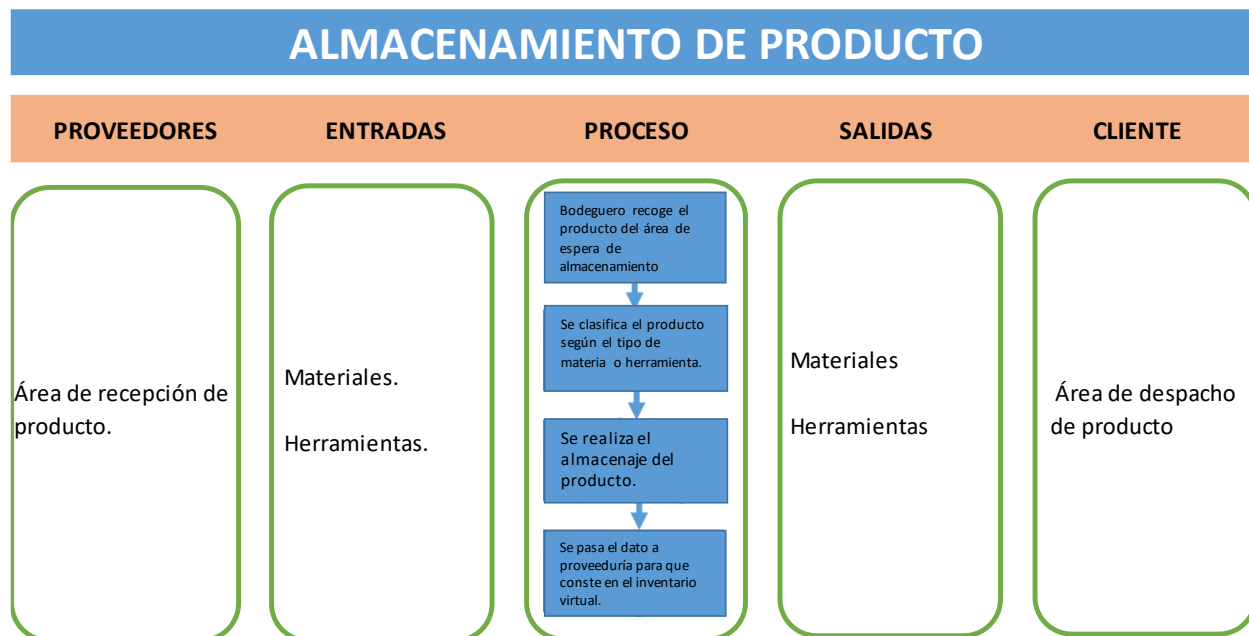 ALMACENAMIENTO DE PRODUCTO
PROVEEDORES
ENTRADAS
PROCESO
SALIDAS
CLIENTE
Área de recepción de
producto.
Materiales.
Herramientas.
Bodeguero recoge el
producto del área de
espera de
almacenamiento
Se clasifica el producto
según el tipo de
materia o herramienta.
Se realiza el
almacenaje del
producto.
Se pasa el dato a
proveeduría para que
conste en el inventario
virtual.
Materiales
Herramientas
Área de despacho
de producto